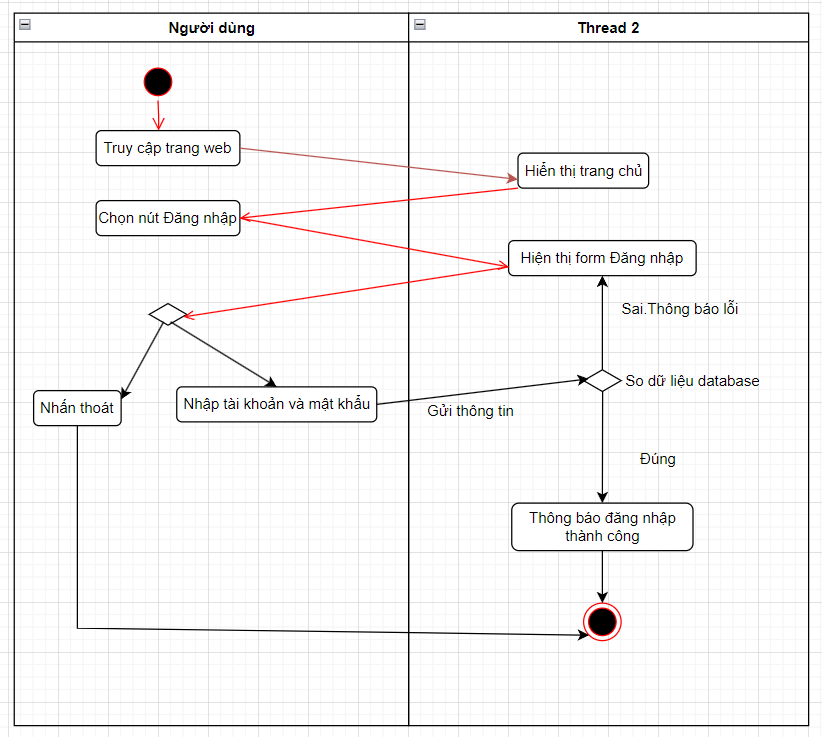 Người dùng
Thread 2
Truy cập trang web
Hiển thị trang chủ
Chọn nút Đăng nhập
Hiện thị form Đăng nhập
Sai.Thông báo lỗi
So dữ liệu database
Nhấn thoát
Nhập tài khoản và mật khẩu
Gửi thông tin
Đúng
Thông báo đăng nhập
thành công